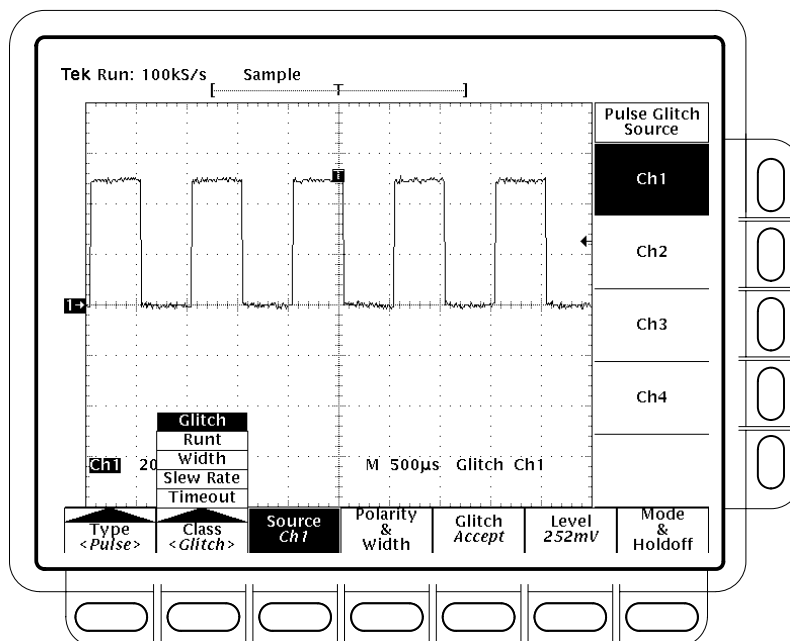 Tek Run: 100kS/s Sample
T
Pulse Glitch
Source
Ch1
Ch2
Ch3
Ch4
T
1
Glitch
Runt
Width
Slew Rate
Timeout
Ch1 20
M 500µs Glitch Ch1
Type
<Pulse>
Class
<Glitch>
Source
Ch1
Polarity
&
Width
Glitch
Accept
Level
252mV
Mode
&
Holdoff